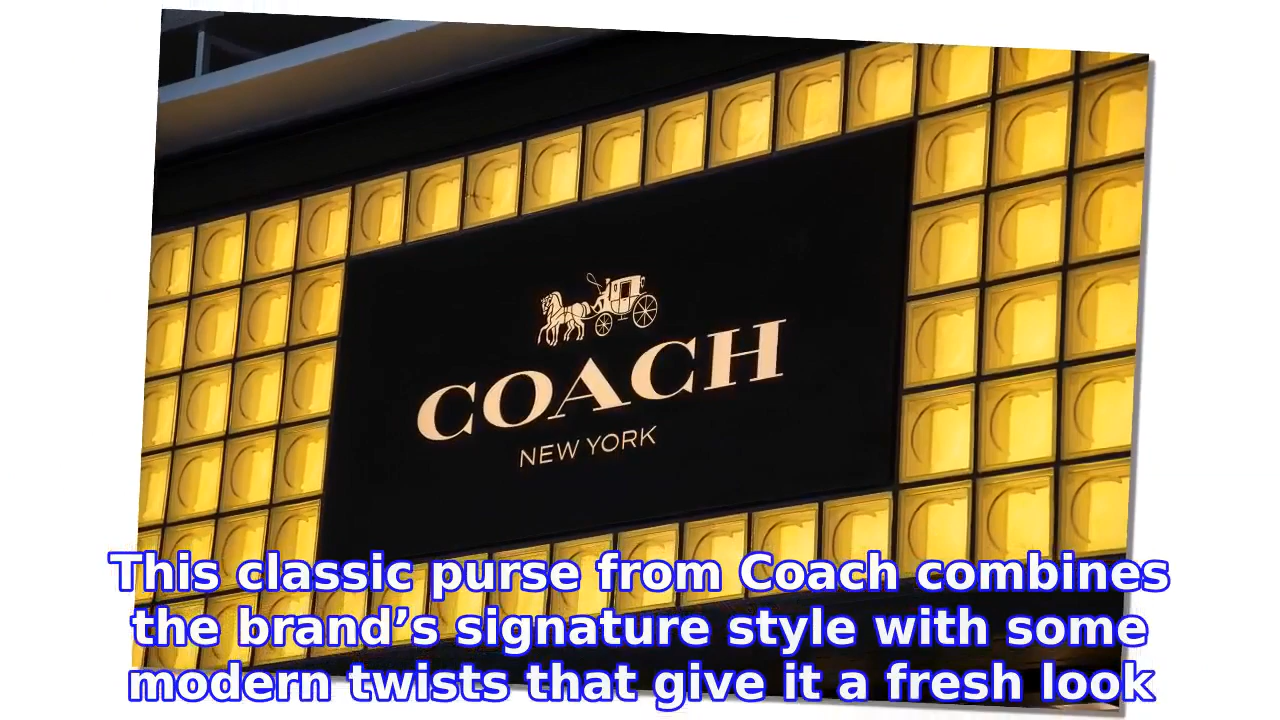 COACH
NEW YORK
This classic purse from Coach combines
the brand’s signature style with some
modern twists that give it a fresh look